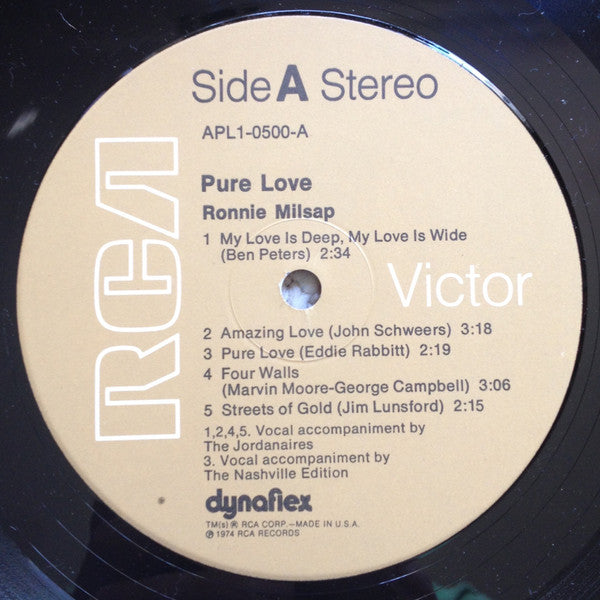 Side A Stereo
APL1-0500-A
RCA
Pure Love
Ronnie Milsap
1 My Love Is Deep, My Love Is Wide
(Ben Peters) 2:34
Victor
2 Amazing Love (John Schweers) 3:18
3 Pure Love (Eddie Rabbitt) 2:19
4 Four Walls
(Marvin Moore-George Campbell) 3:06
5 Streets of Gold (Jim Lunsford) 2:15
1,2,4,5. Vocal accompaniment by
The Jordanaires
3. Vocal accompaniment by
The Nashville Edition
dynaflex
TM(s) ® RCA CORP.—MADE IN U.S.A.
℗ 1974 RCA RECORDS